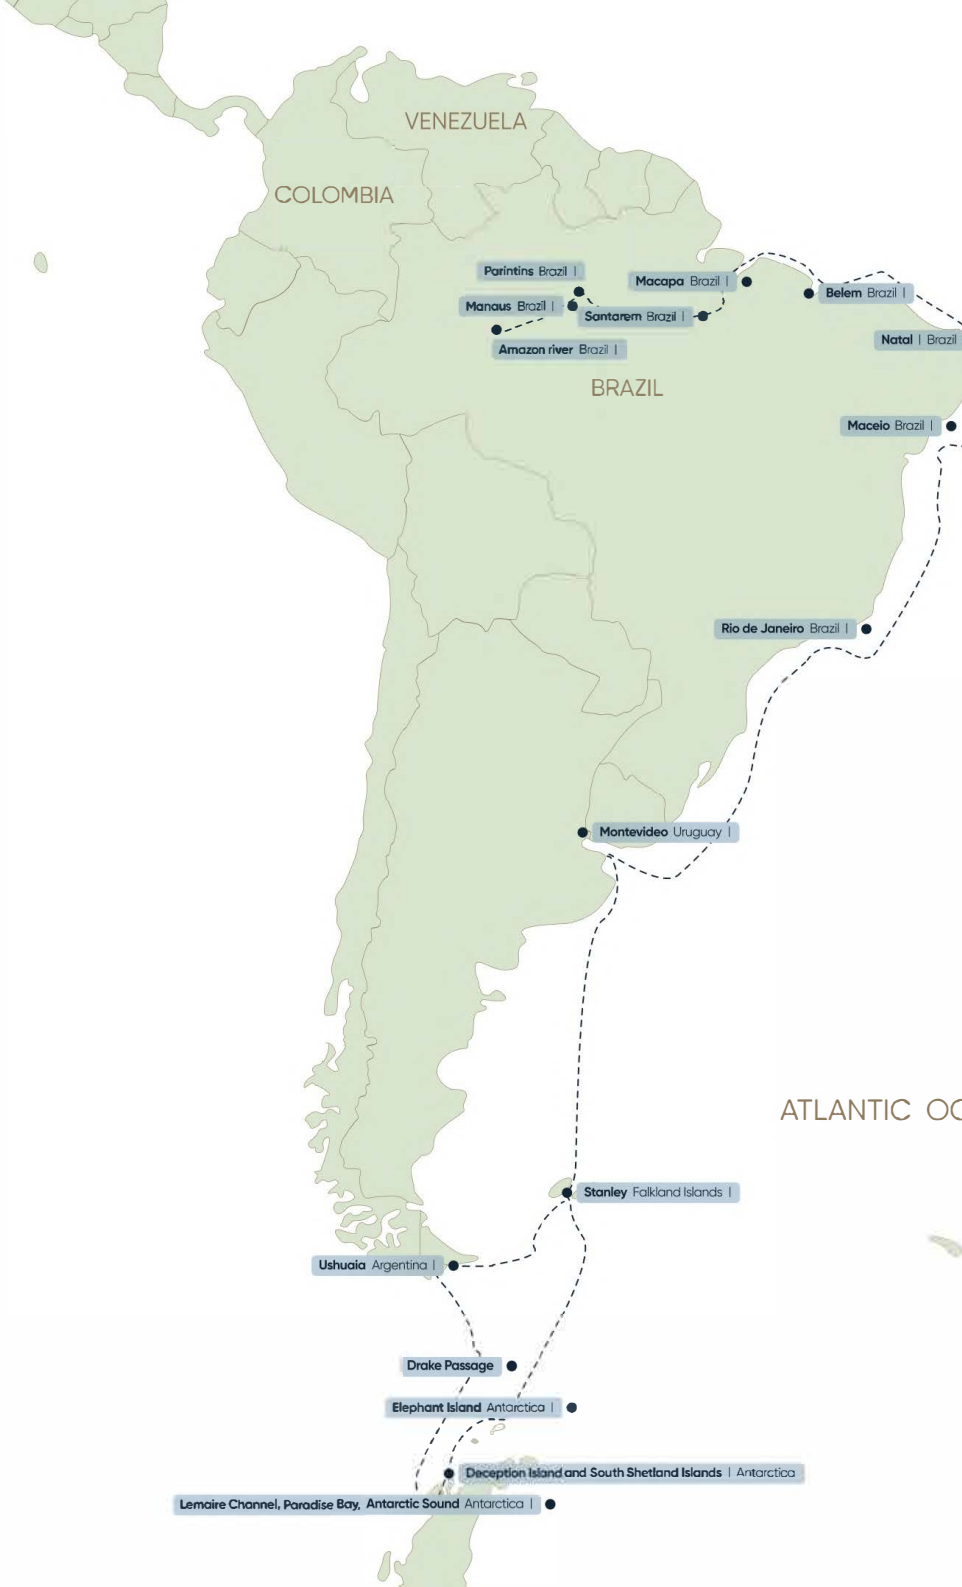 VENEZUELA
COLOMBIA
Parintins Brazil |
Macapa Brazil |
Belem Brazil |
Manaus Brazil |
Santarem Brazil |
Natal | Brazil
Amazon river Brazil |
BRAZIL
Maceio Brazil |
Rio de Janeiro Brazil |
Montevideo Uruguay |
ATLANTIC OC
Stanley Falkland Islands |
Ushuaia Argentina |
Drake Passage
Elephant Island Antarctica |
Deception Island and South Shetland Islands | Antarctica
Lemaire Channel, Paradise Bay, Antarctic Sound Antarctica |